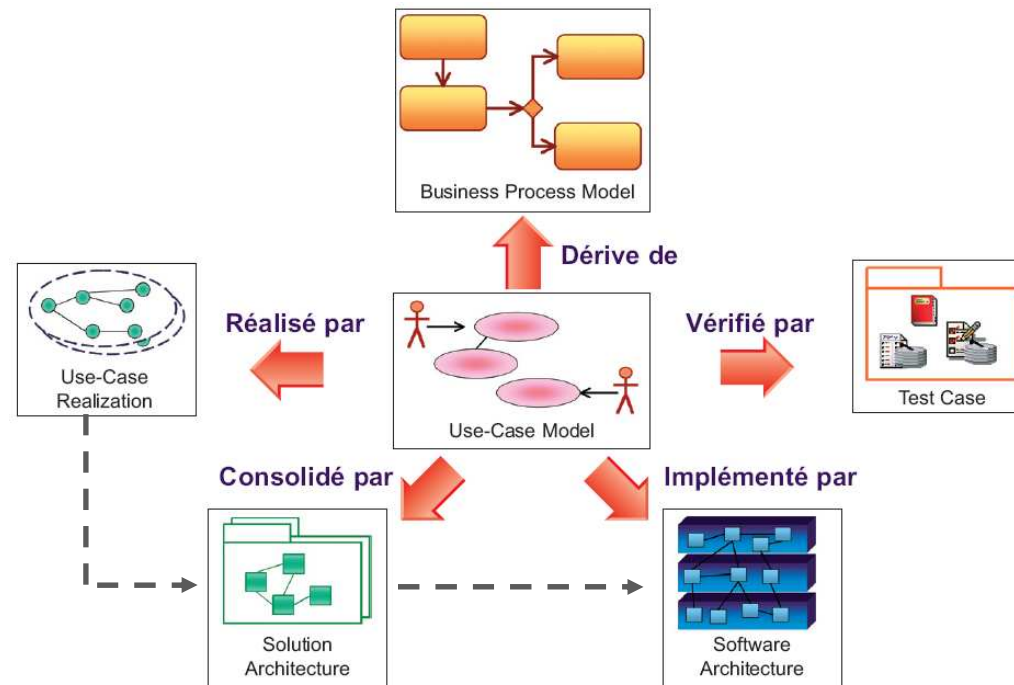 Business Process Model
Dérive de
Réalisé par
Vérifié par
Use-Case
Realization
Use-Case Model
Test Case
Consolidé par
Implémenté par
Solution
Architecture
Software
Architecture